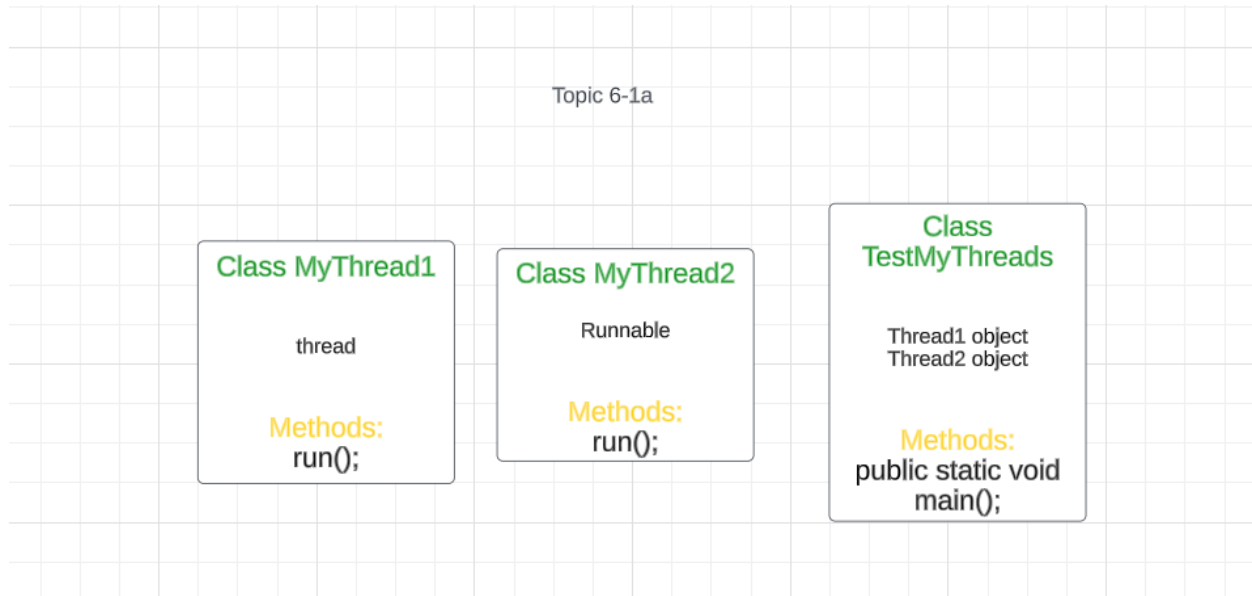 Topic 6-1a
Class MyThread1
thread
Methods:
run();
Class MyThread2
Runnable
Methods:
run();
Class
TestMyThreads
Thread1 object
Thread2 object
Methods:
public static void
main();